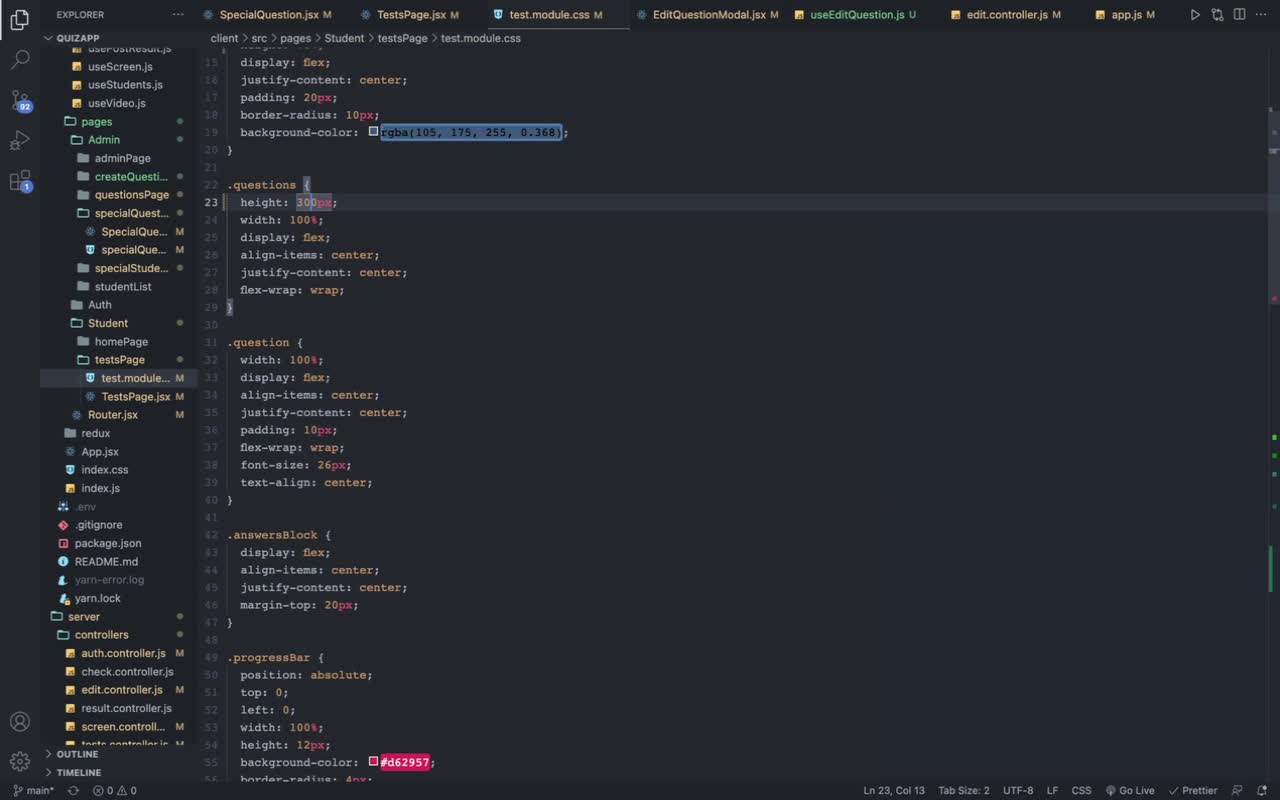 EXPLORER
SpecialQuestion.jsx M
TestsPage.jsx M
test.module.css M
EditQuestionModal.jsx M
useEditQuestion.js U
edit.controller.js M
app.js M
QUIZAPP
client > src > pages > Student > testsPage > test.module.css
usePostResult.js
useScreen.js
useStudents.js
useVideo.js
pages
Admin
adminPage
createQuesti...
questionsPage
specialQuest...
SpecialQue... M
specialQue... M
specialStude...
studentList
Auth
Student
homePage
testsPage
test.module... M
TestsPage.jsx M
Router.jsx M
redux
App.jsx
index.css
index.js
.env
.gitignore
package.json
README.md
yarn-error.log
yarn.lock
server
controllers
auth.controller.js M
check.controller.js
edit.controller.js M
result.controller.js
screen.controll... M
tests.controller.js M
OUTLINE
TIMELINE
92
1
15 display: flex;
16 justify-content: center;
17 padding: 20px;
18 border-radius: 10px;
19 background-color: rgba(105, 175, 255, 0.368);
20 }
21
22 .questions {
23 height: 300px;
24 width: 100%;
25 display: flex;
26 align-items: center;
27 justify-content: center;
28 flex-wrap: wrap;
29 }
30
31 .question {
32 width: 100%;
33 display: flex;
34 align-items: center;
35 justify-content: center;
36 padding: 10px;
37 flex-wrap: wrap;
38 font-size: 26px;
39 text-align: center;
40 }
41
42 .answersBlock {
43 display: flex;
44 align-items: center;
45 justify-content: center;
46 margin-top: 20px;
47 }
48
49 .progressBar {
50 position: absolute;
51 top: 0;
52 left: 0;
53 width: 100%;
54 height: 12px;
55 background-color: #d62957;
56 border-radius: 4px;
main* 0 0 Ln 23, Col 13 Tab Size: 2 UTF-8 LF CSS Go Live Prettier